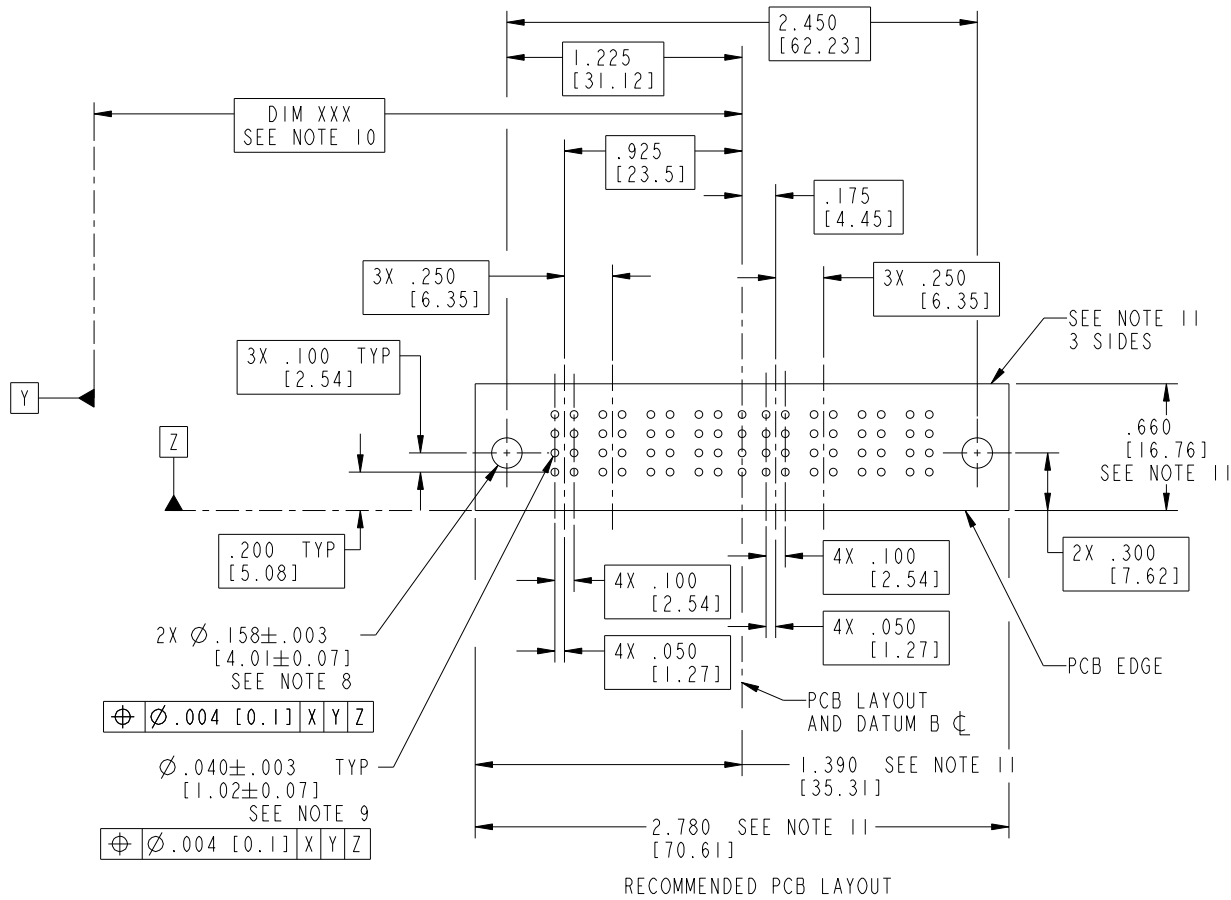 2.450
[62.23]
1.225
[31.12]
DIM XXX
SEE NOTE 10
.925
[23.5]
.175
[4.45]
3X .250
[6.35]
3X .250
[6.35]
SEE NOTE 11
3 SIDES
3X .100 TYP
[2.54]
Y
Z
.660
[16.76]
SEE NOTE 11
.200 TYP
[5.08]
4X .100
[2.54]
4X .100
[2.54]
2X .300
[7.62]
2X Ø.158±.003
[4.01±0.07]
SEE NOTE 8
4X .050
[1.27]
4X .050
[1.27]
PCB EDGE
⌖ Ø.004 [0.1] X Y Z
PCB LAYOUT
AND DATUM B ℄
Ø.040±.003 TYP
[1.02±0.07]
SEE NOTE 9
1.390 SEE NOTE 11
[35.31]
⌖ Ø.004 [0.1] X Y Z
2.780 SEE NOTE 11
[70.61]
RECOMMENDED PCB LAYOUT